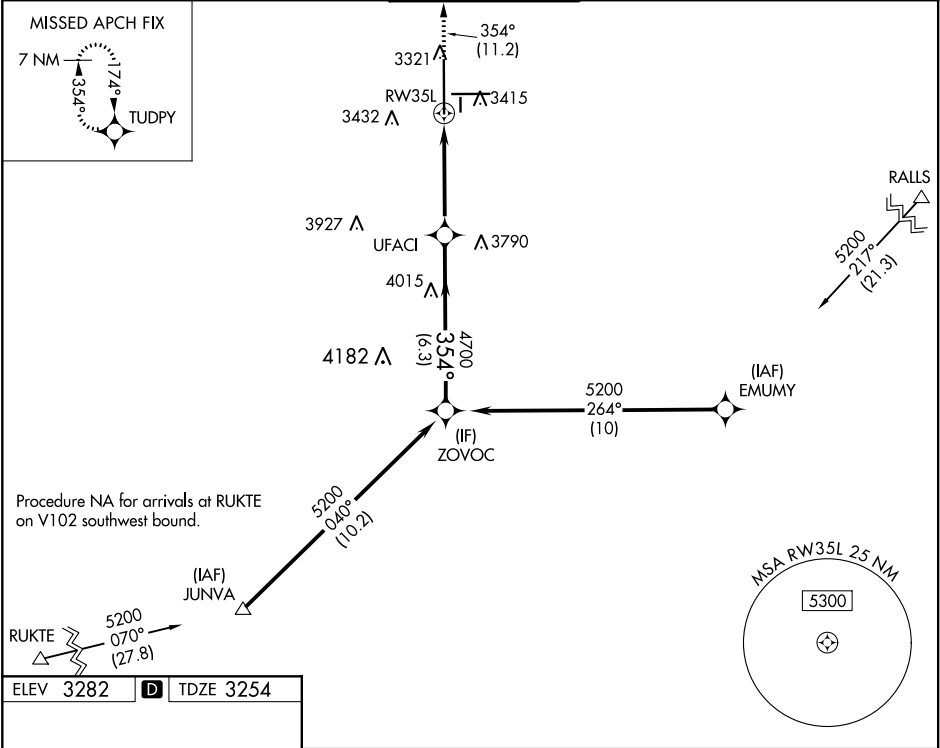 MISSED APCH FIX
7 NM
354°
174°
TUDPY
354°
(11.2)
3321
RW35L
3415
3432
3927
UFACI
3790
4015
RALLS
5200
217°
(21.3)
4182
4700
354°
(6.3)
5200
264°
(10)
(IAF)
EMUMY
(IF)
ZOVOC
Procedure NA for arrivals at RUKTE
on V102 southwest bound.
5200
040°
(10.2)
(IAF)
JUNVA
RUKTE
5200
070°
(27.8)
MSA RW35L 25 NM
5300
ELEV 3282 D TDZE 3254